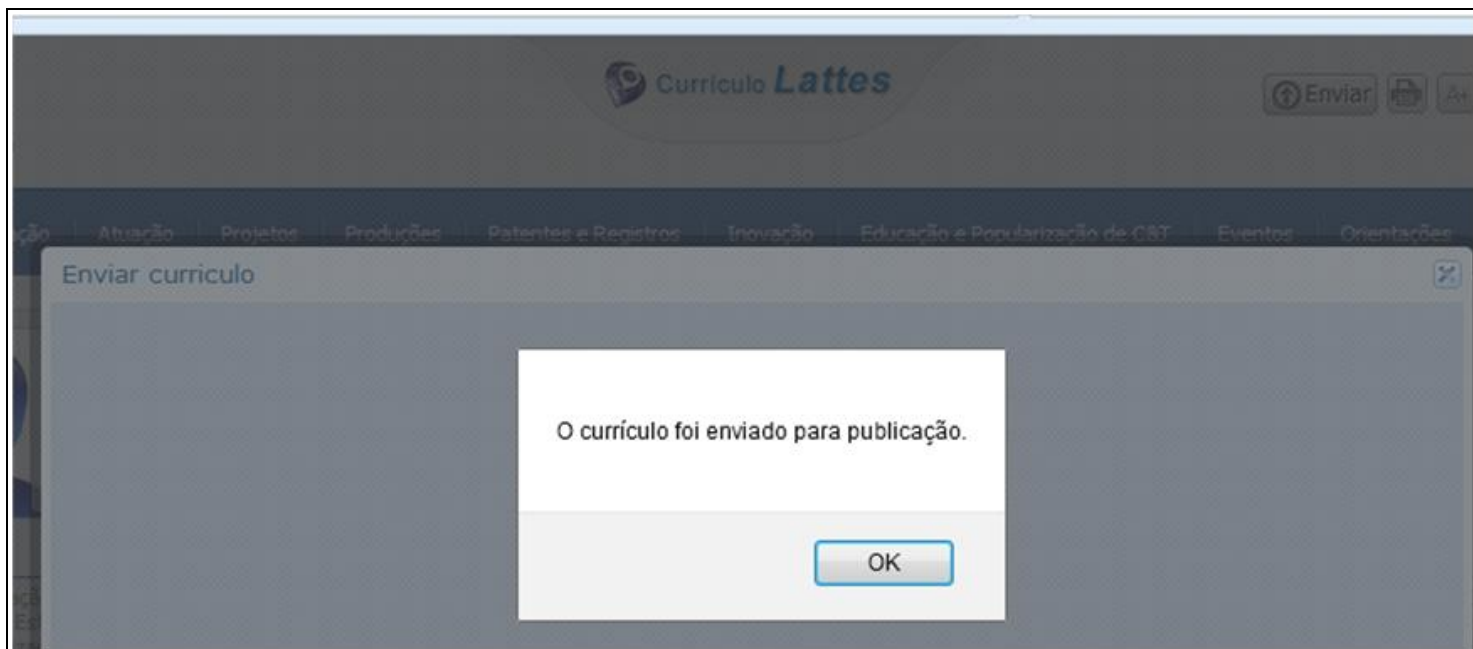 Currículo Lattes
Enviar
A+
Atuação Projetos Produções Patentes e Registros Inovação Educação e Popularização de C&T Eventos Orientações
Enviar curriculo
O currículo foi enviado para publicação.
OK